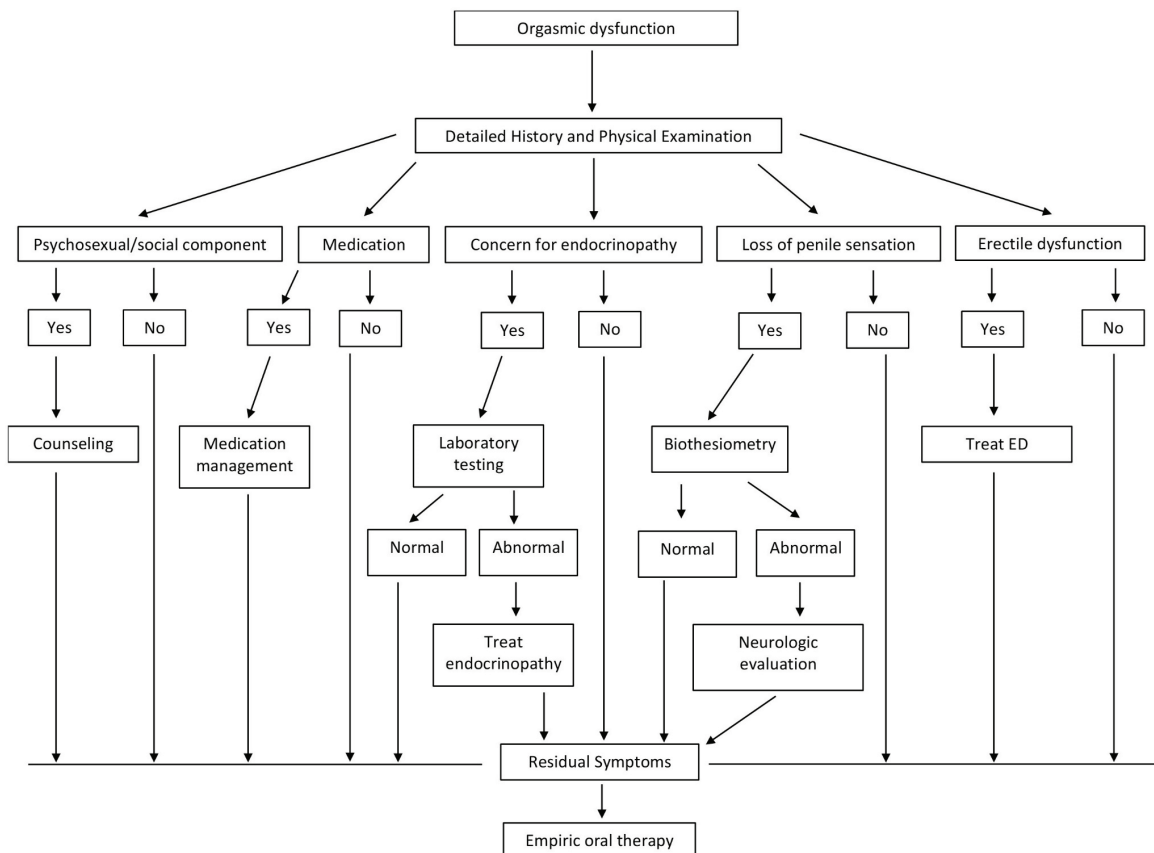 Orgasmic dysfunction
Detailed History and Physical Examination
Psychosexual/social component
Medication
Concern for endocrinopathy
Loss of penile sensation
Erectile dysfunction
Yes
No
Yes
No
Yes
No
Yes
No
Yes
No
Counseling
Medication
management
Laboratory
testing
Biothesiometry
Treat ED
Normal
Abnormal
Normal
Abnormal
Treat
endocrinopathy
Neurologic
evaluation
Residual Symptoms
Empiric oral therapy